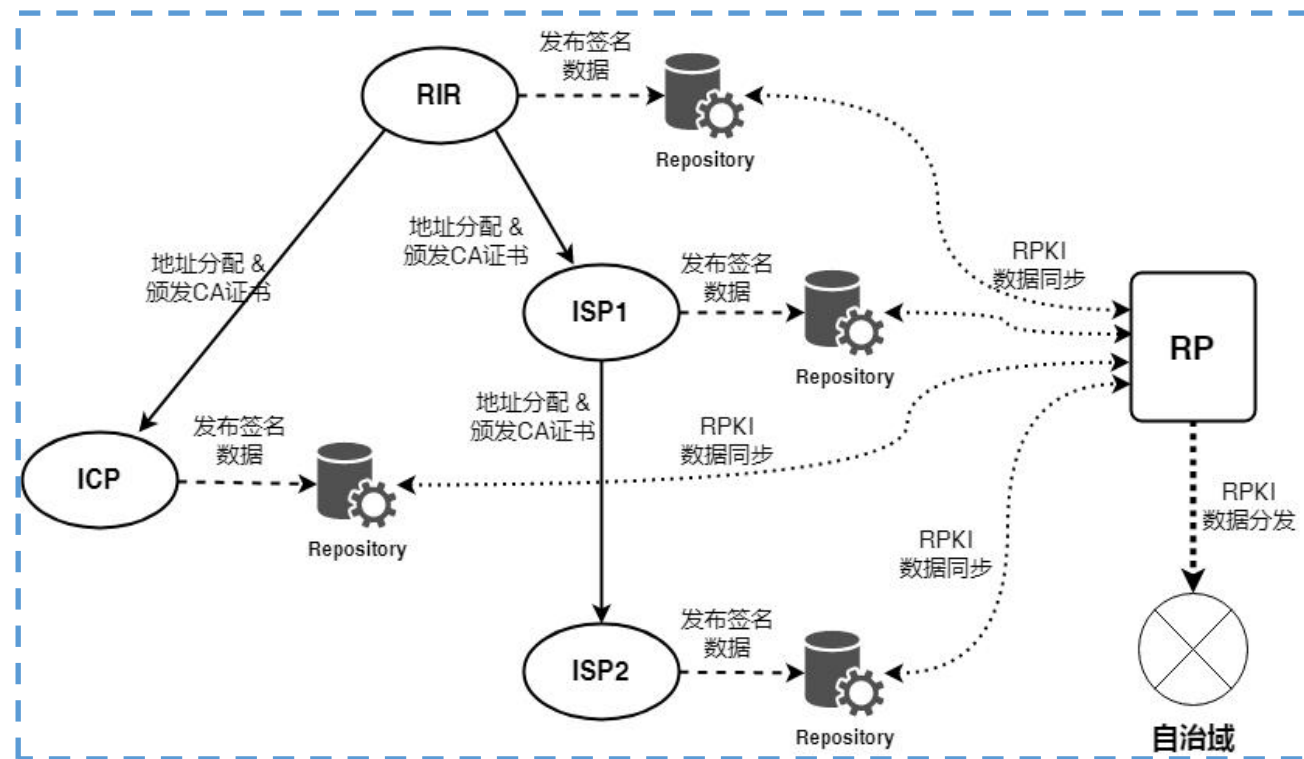 发布签名
数据
RIR
Repository
地址分配 &
颁发CA证书
地址分配 &
颁发CA证书
RPKI
数据同步
发布签名
数据
ISP1
Repository
RP
地址分配 &
颁发CA证书
发布签名
数据
RPKI
数据同步
ICP
Repository
RPKI
数据分发
RPKI
数据同步
发布签名
数据
ISP2
Repository
自治域